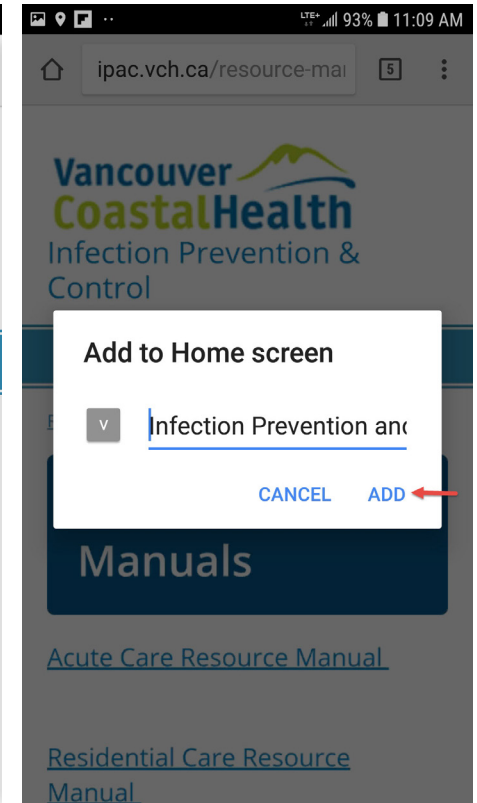 LTE+ 93% 11:09 AM
ipac.vch.ca/resource-mai 5
Vancouver
CoastalHealth
Infection Prevention &
Control
Add to Home screen
V Infection Prevention and
CANCEL ADD
Manuals
Acute Care Resource Manual
Residential Care Resource
Manual